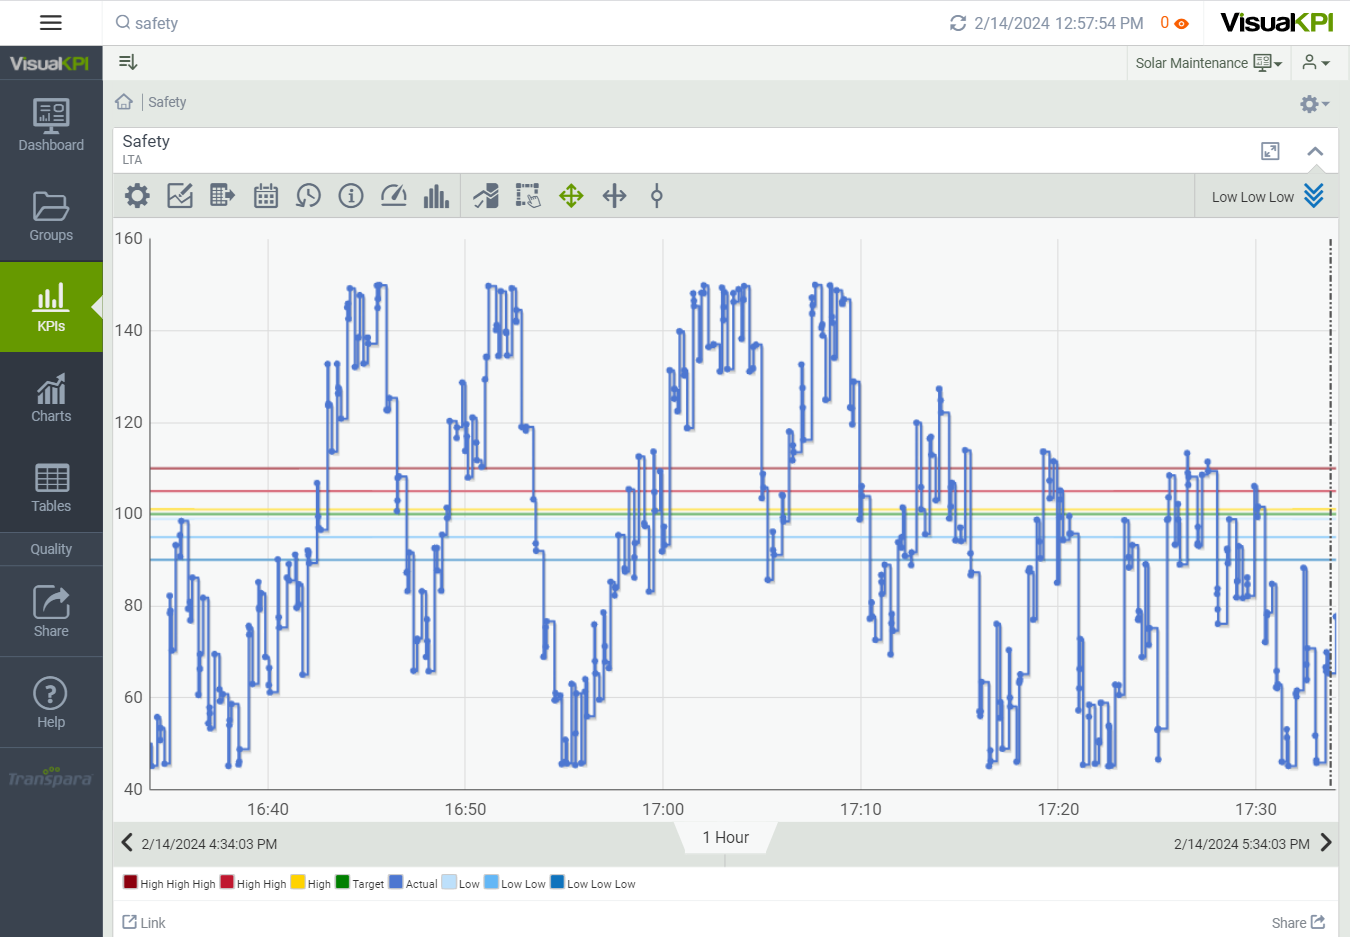 safety
2/14/2024 12:57:54 PM
0
VisualKPI
VisualKPI
Solar Maintenance
Safety
Dashboard
Groups
KPIs
Charts
Tables
Quality
Share
Help
Transpara
Safety
LTA
Low Low Low
160
140
120
100
80
60
40
16:40
16:50
17:00
17:10
17:20
17:30
2/14/2024 4:34:03 PM
1 Hour
2/14/2024 5:34:03 PM
High High High
High High
High
Target
Actual
Low
Low Low
Low Low Low
Link
Share